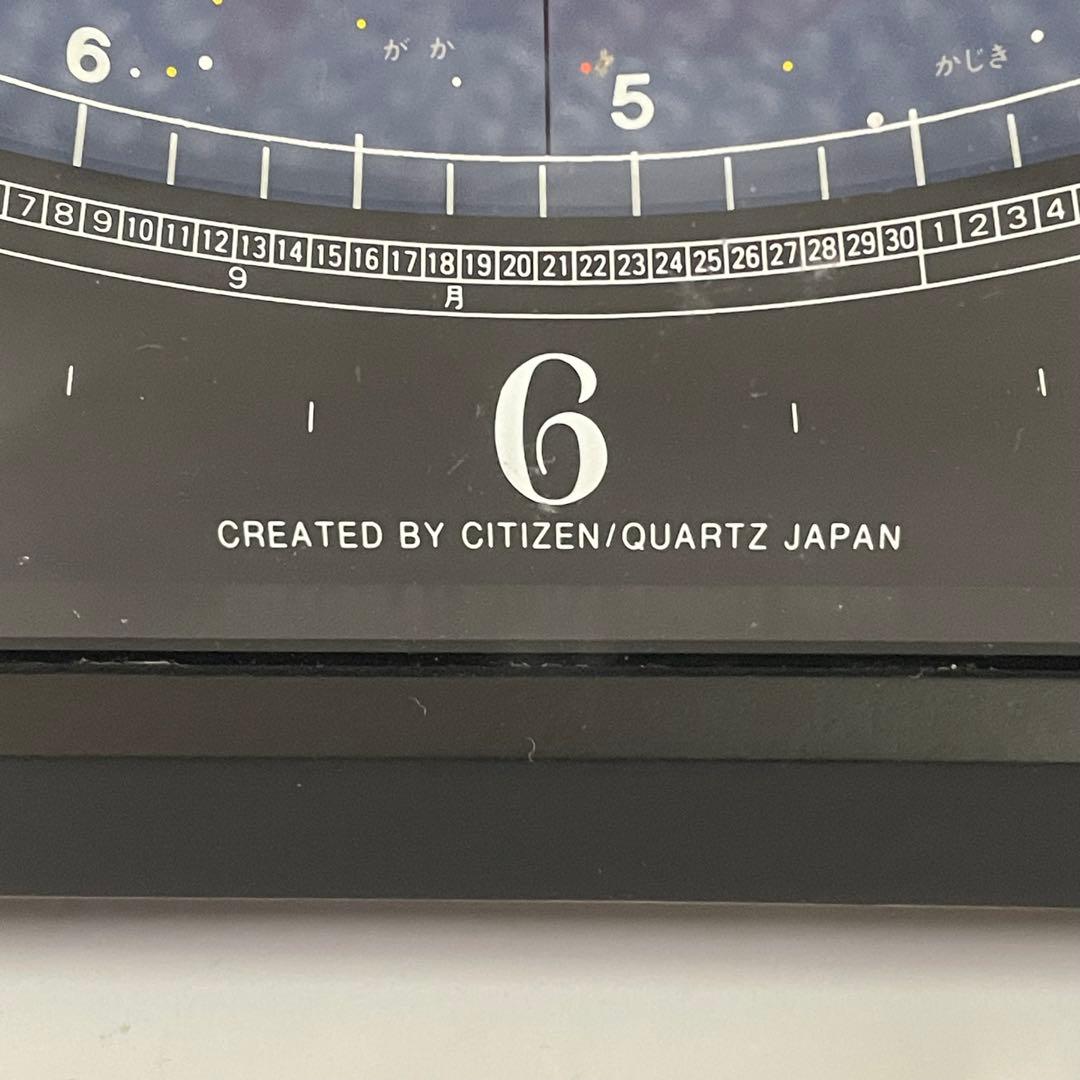 6 がか 5 かじき
7 8 9 10 11 12 13 14 15 16 17 18 19 20 21 22 23 24 25 26 27 28 29 30 1 2 3 4
9月
6
CREATED BY CITIZEN/QUARTZ JAPAN